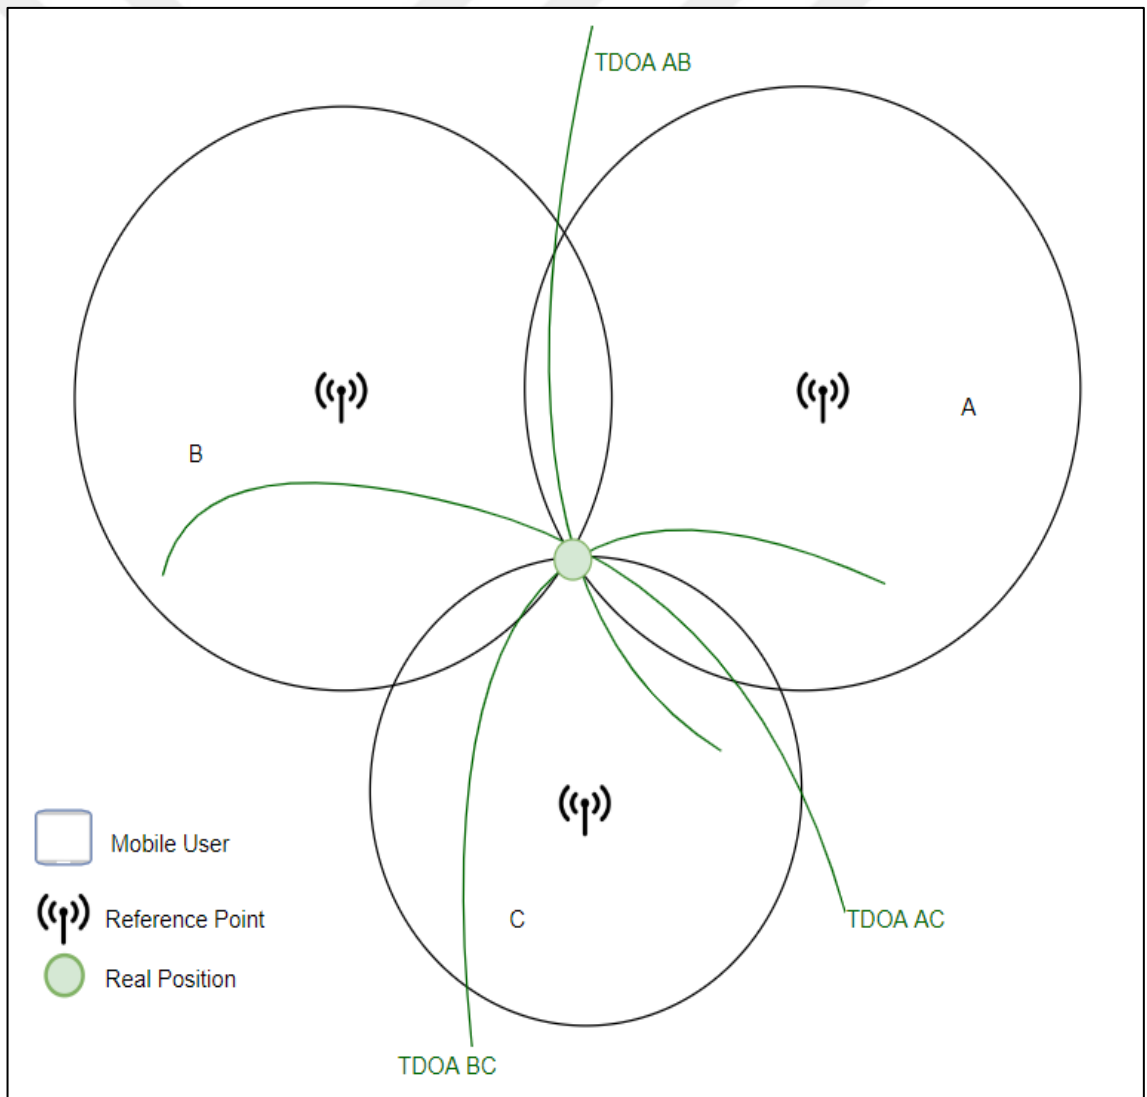 TDOA AB
A
B
Mobile User
Reference Point
C
TDOA AC
Real Position
TDOA BC